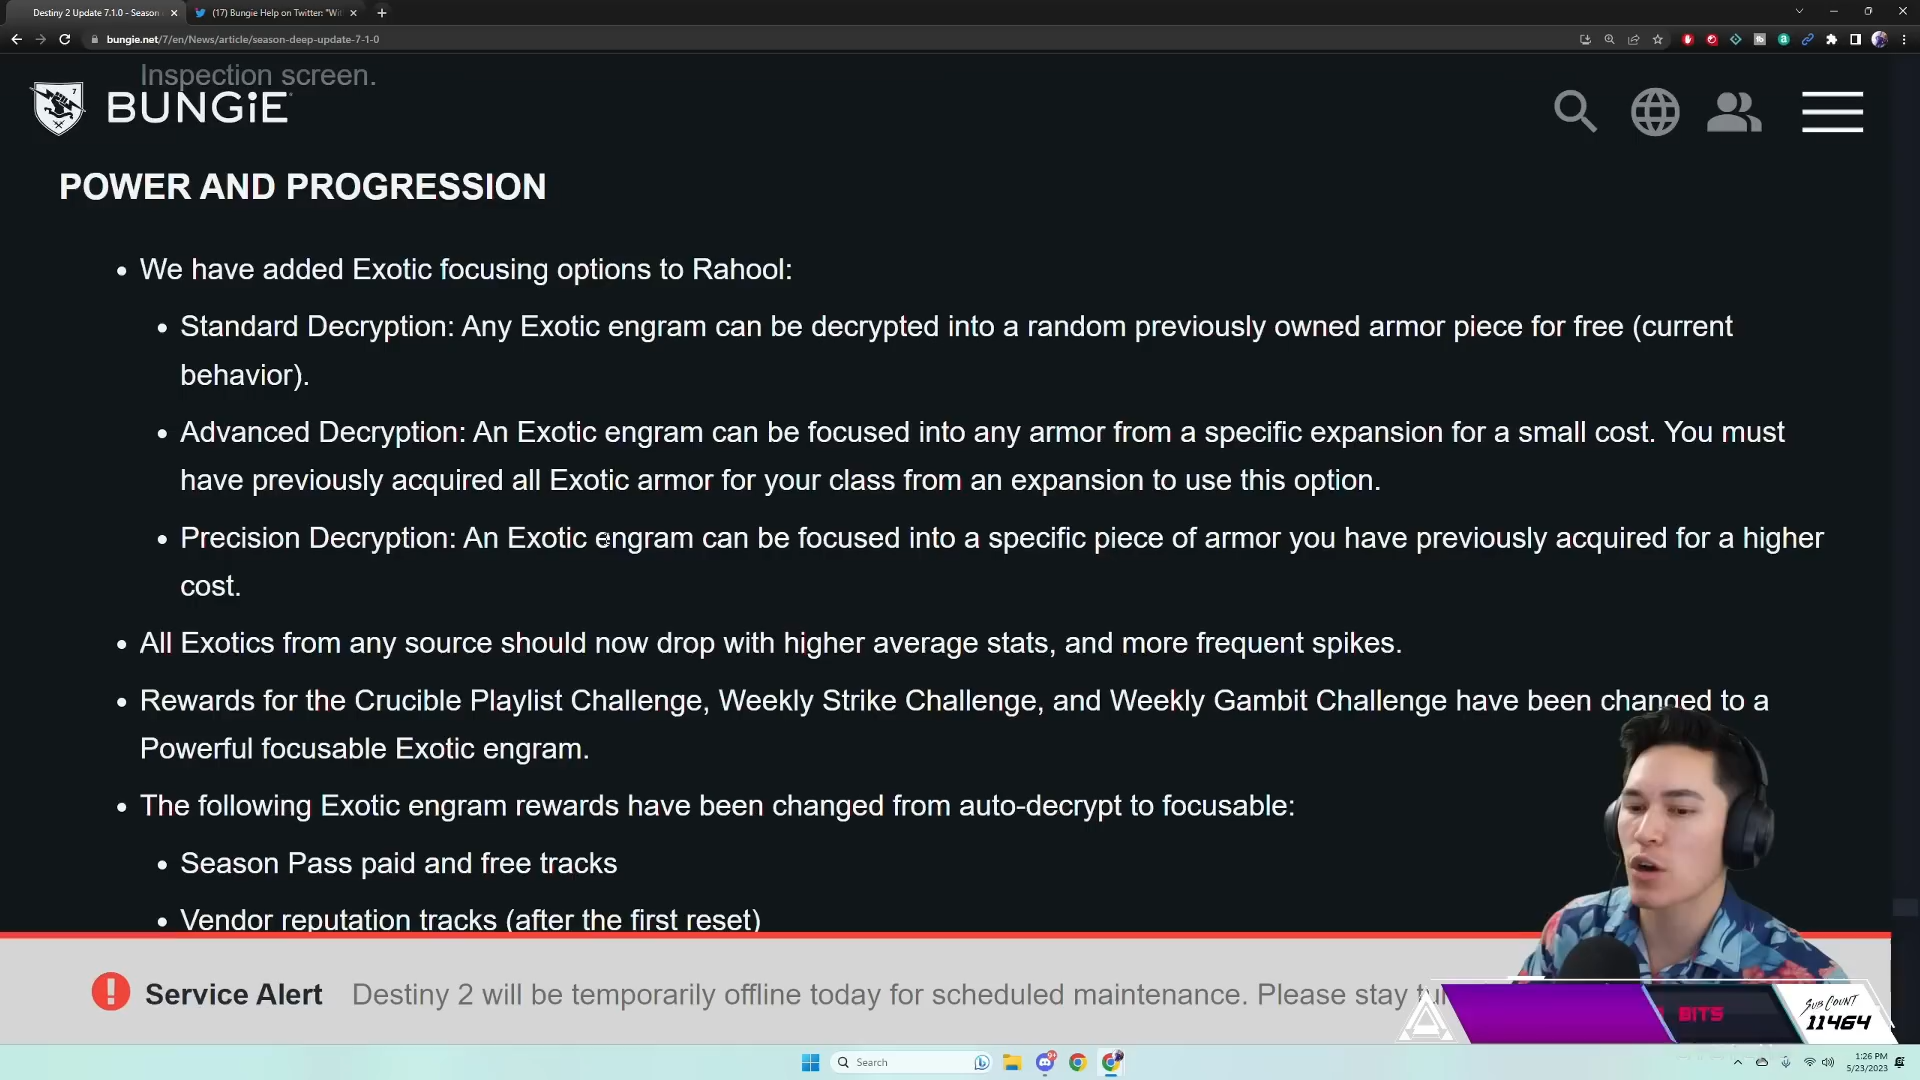 Destiny 2 Update 7.1.0 - Season
(17) Bungie Help on Twitter: "Wit
bungie.net/7/en/News/article/season-deep-update-7-1-0
Inspection screen.
7
BUNGiE
POWER AND PROGRESSION
• We have added Exotic focusing options to Rahool:
• Standard Decryption: Any Exotic engram can be decrypted into a random previously owned armor piece for free (current
behavior).
• Advanced Decryption: An Exotic engram can be focused into any armor from a specific expansion for a small cost. You must
have previously acquired all Exotic armor for your class from an expansion to use this option.
• Precision Decryption: An Exotic engram can be focused into a specific piece of armor you have previously acquired for a higher
cost.
• All Exotics from any source should now drop with higher average stats, and more frequent spikes.
• Rewards for the Crucible Playlist Challenge, Weekly Strike Challenge, and Weekly Gambit Challenge have been changed to a
Powerful focusable Exotic engram.
• The following Exotic engram rewards have been changed from auto-decrypt to focusable:
• Season Pass paid and free tracks
• Vendor reputation tracks (after the first reset)
Service Alert Destiny 2 will be temporarily offline today for scheduled maintenance. Please stay tu
BITS
SUB COUNT
11464
Search
1:26 PM
5/23/2023